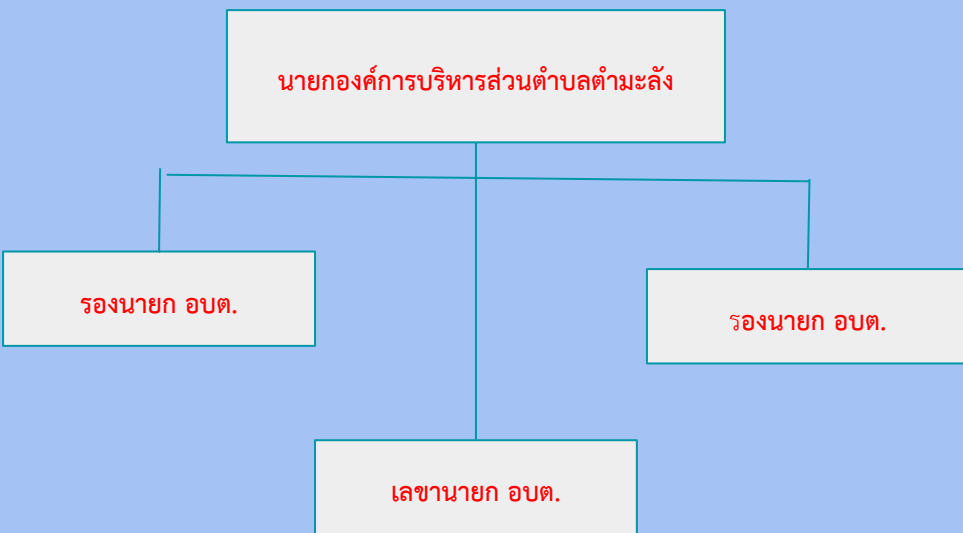 นายกองค์การบริหารส่วนตำบลตำมะลัง
รองนายก อบต.
รองนายก อบต.
เลขานายก อบต.